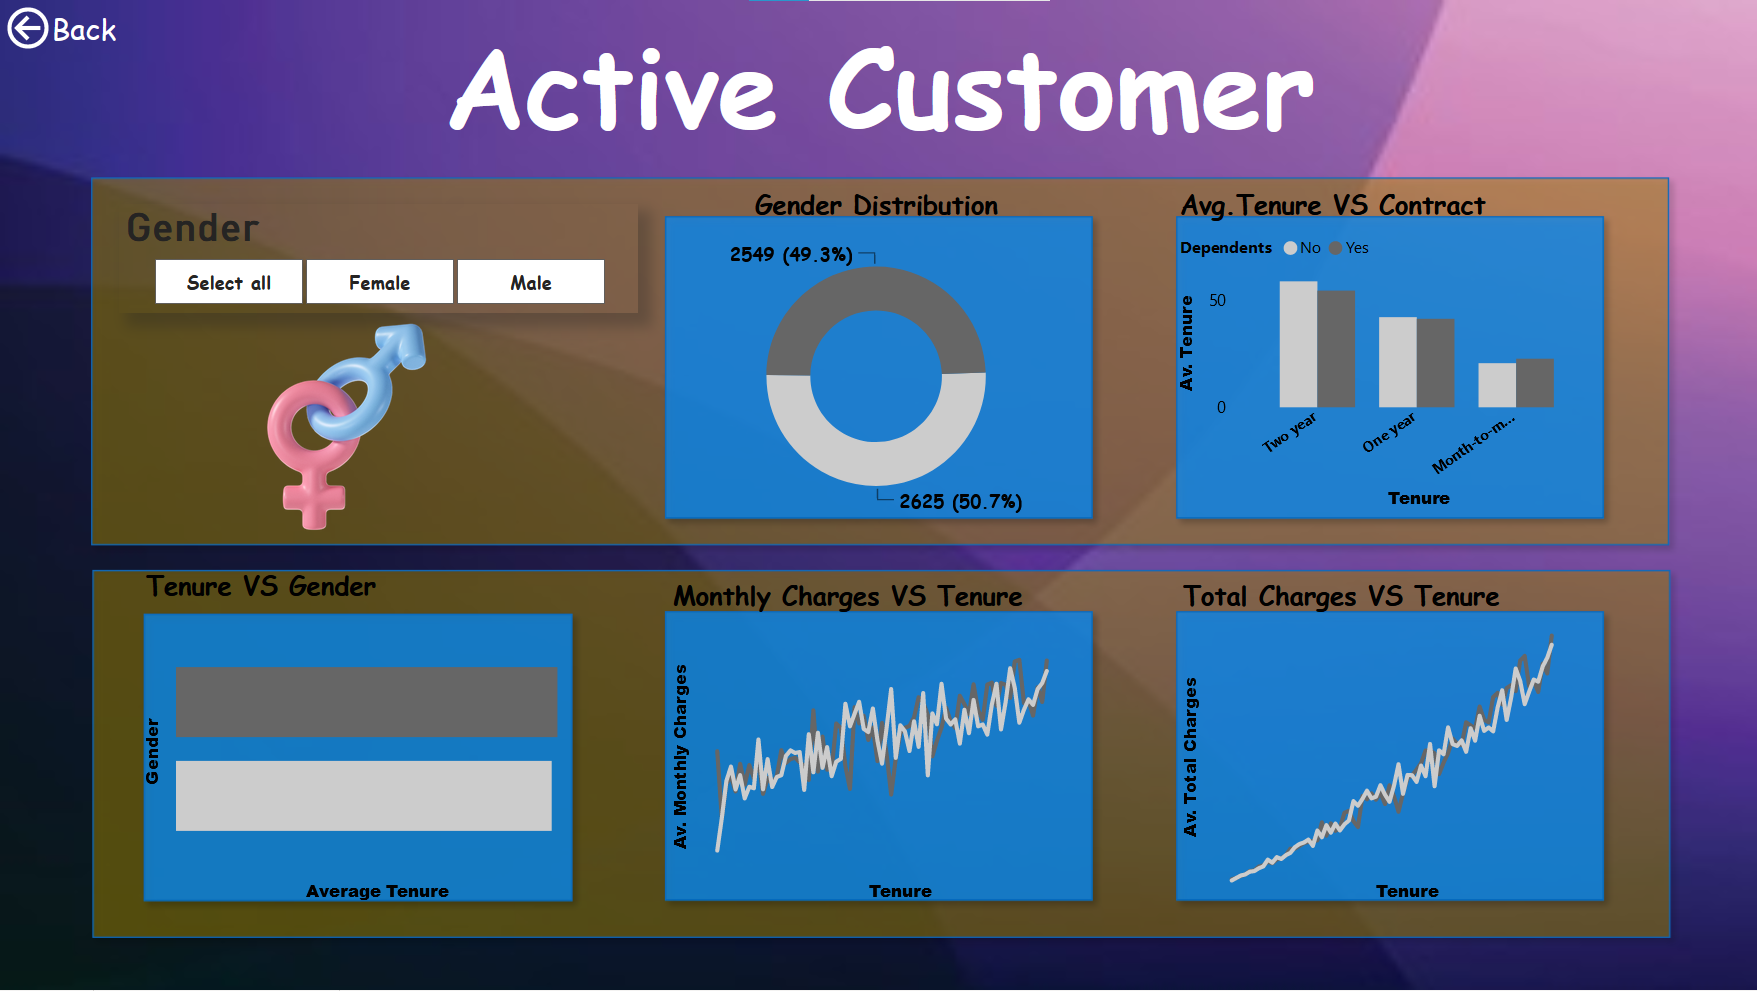 Back
Active Customer
Gender
Select all
Female
Male
Gender Distribution
2549 (49.3%)
2625 (50.7%)
Avg.Tenure VS Contract
Dependents No Yes
Av. Tenure
50
0
Two year
One year
Month-to-m...
Tenure
Tenure VS Gender
Gender
Average Tenure
Monthly Charges VS Tenure
Av. Monthly Charges
Tenure
Total Charges VS Tenure
Av. Total Charges
Tenure